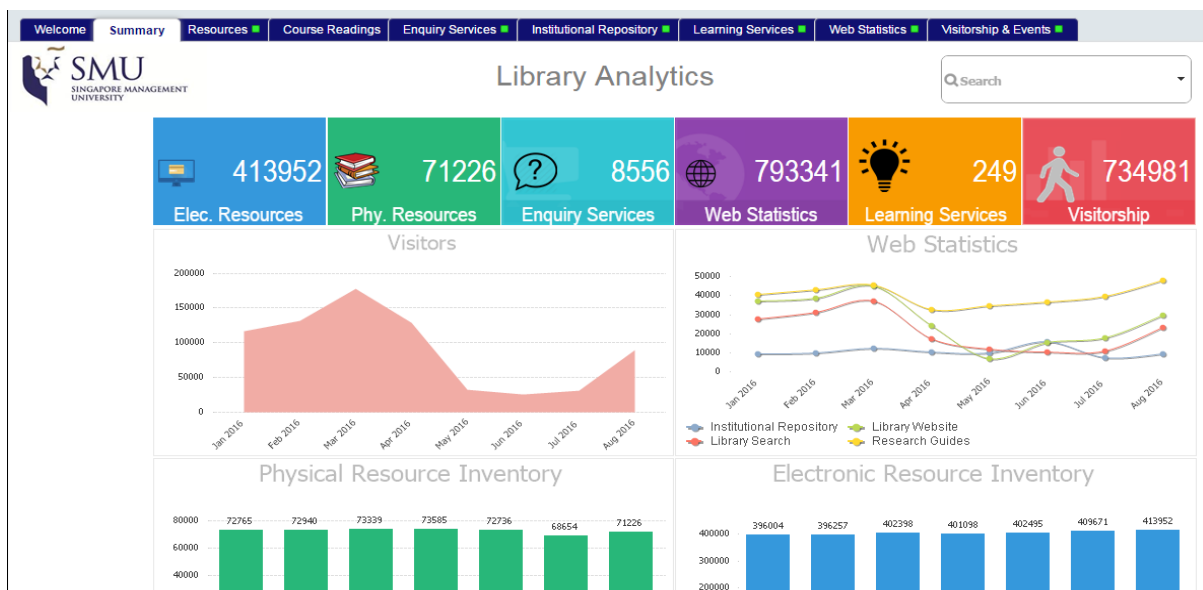 Welcome Summary Resources Course Readings Enquiry Services Institutional Repository Learning Services Web Statistics Visitorship & Events
SMU
SINGAPORE MANAGEMENT
UNIVERSITY
Library Analytics
Search
413952 71226 8556 793341 249 734981
Elec. Resources Phy. Resources Enquiry Services Web Statistics Learning Services Visitorship
Visitors
200000
150000
100000
50000
0
Jan 2016 Feb 2016 Mar 2016 Apr 2016 May 2016 Jun 2016 Jul 2016 Aug 2016
Web Statistics
50000
40000
30000
20000
10000
0
Jan 2016 Feb 2016 Mar 2016 Apr 2016 May 2016 Jun 2016 Jul 2016 Aug 2016
Institutional Repository Library Website
Library Search Research Guides
Physical Resource Inventory
72765 72940 73339 73585 72736 68654 71226
80000
60000
40000
Electronic Resource Inventory
396004 396257 402398 401098 402495 409671 413952
400000
300000
200000